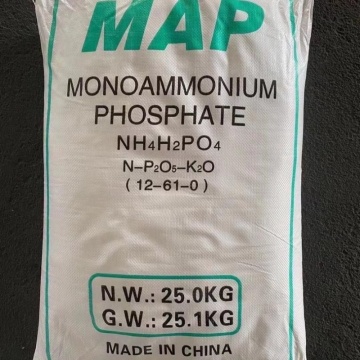 MAP
MONOAMMONIUM
PHOSPHATE
NH4H2PO4
N-P2O5-K2O
(12-61-0)
N.W.: 25.0KG
G.W.: 25.1KG
MADE IN CHINA